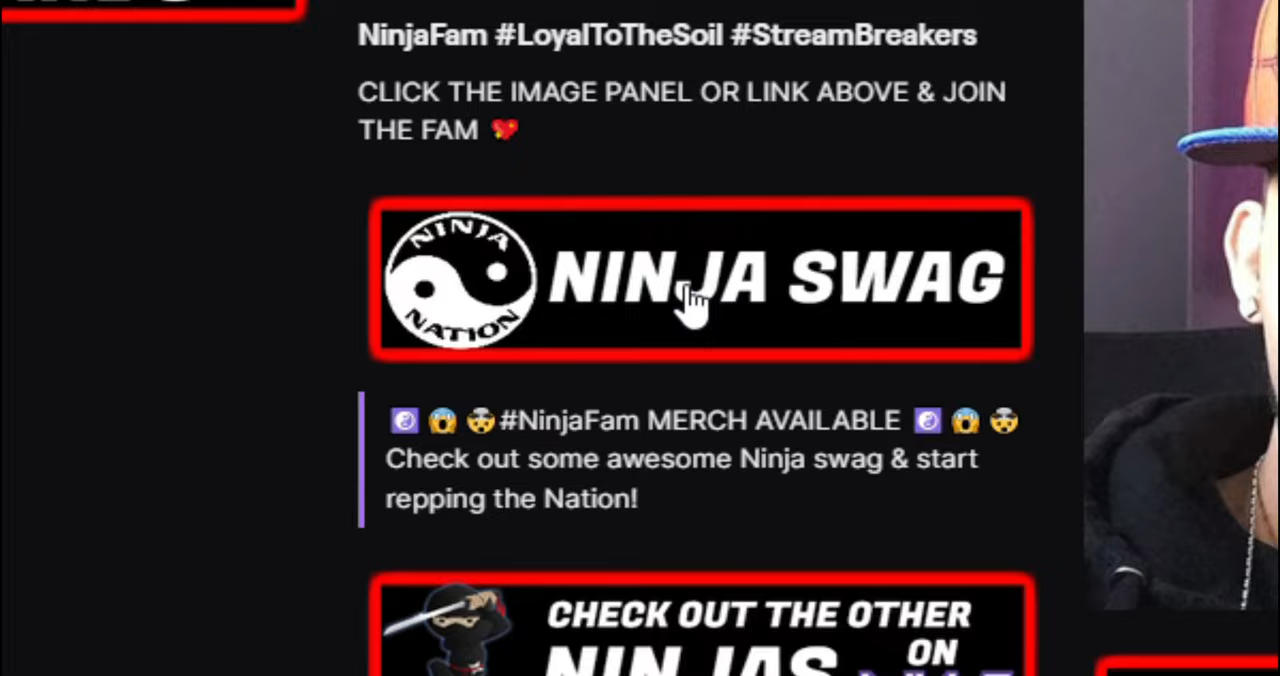 NinjaFam #LoyalToTheSoil #StreamBreakers
CLICK THE IMAGE PANEL OR LINK ABOVE & JOIN
THE FAM 💖
NINJA
NATION
NINJA SWAG
☯️ 😱 🤯#NinjaFam MERCH AVAILABLE ☯️ 😱 🤯
Check out some awesome Ninja swag & start
repping the Nation!
CHECK OUT THE OTHER
NINJAS ON